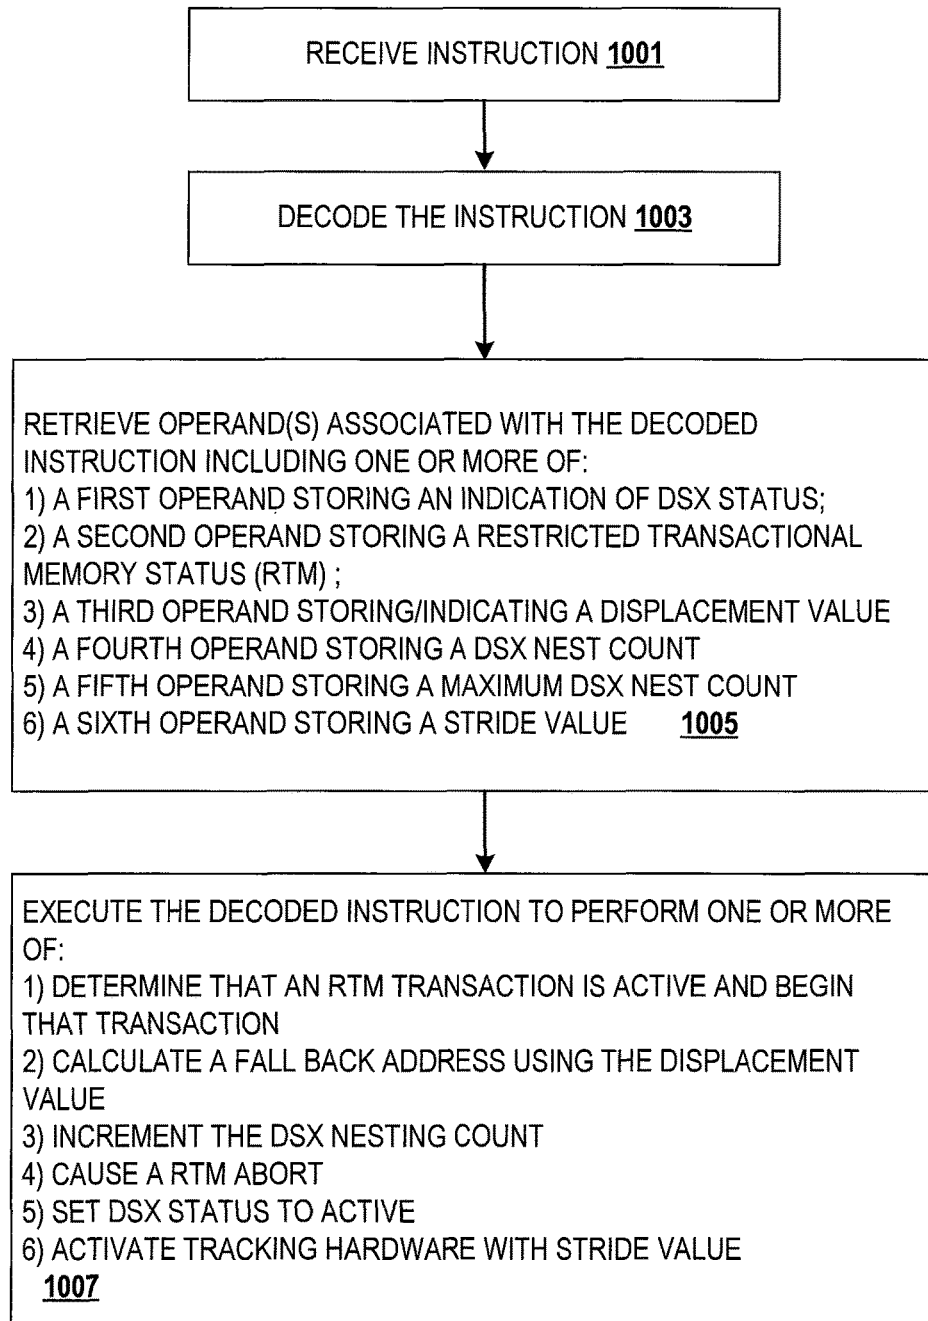 RECEIVE INSTRUCTION 1001
DECODE THE INSTRUCTION 1003
RETRIEVE OPERAND(S) ASSOCIATED WITH THE DECODED
INSTRUCTION INCLUDING ONE OR MORE OF:
1) A FIRST OPERAND STORING AN INDICATION OF DSX STATUS;
2) A SECOND OPERAND STORING A RESTRICTED TRANSACTIONAL
MEMORY STATUS (RTM) ;
3) A THIRD OPERAND STORING/INDICATING A DISPLACEMENT VALUE
4) A FOURTH OPERAND STORING A DSX NEST COUNT
5) A FIFTH OPERAND STORING A MAXIMUM DSX NEST COUNT
6) A SIXTH OPERAND STORING A STRIDE VALUE 1005
EXECUTE THE DECODED INSTRUCTION TO PERFORM ONE OR MORE
OF:
1) DETERMINE THAT AN RTM TRANSACTION IS ACTIVE AND BEGIN
THAT TRANSACTION
2) CALCULATE A FALL BACK ADDRESS USING THE DISPLACEMENT
VALUE
3) INCREMENT THE DSX NESTING COUNT
4) CAUSE A RTM ABORT
5) SET DSX STATUS TO ACTIVE
6) ACTIVATE TRACKING HARDWARE WITH STRIDE VALUE
1007